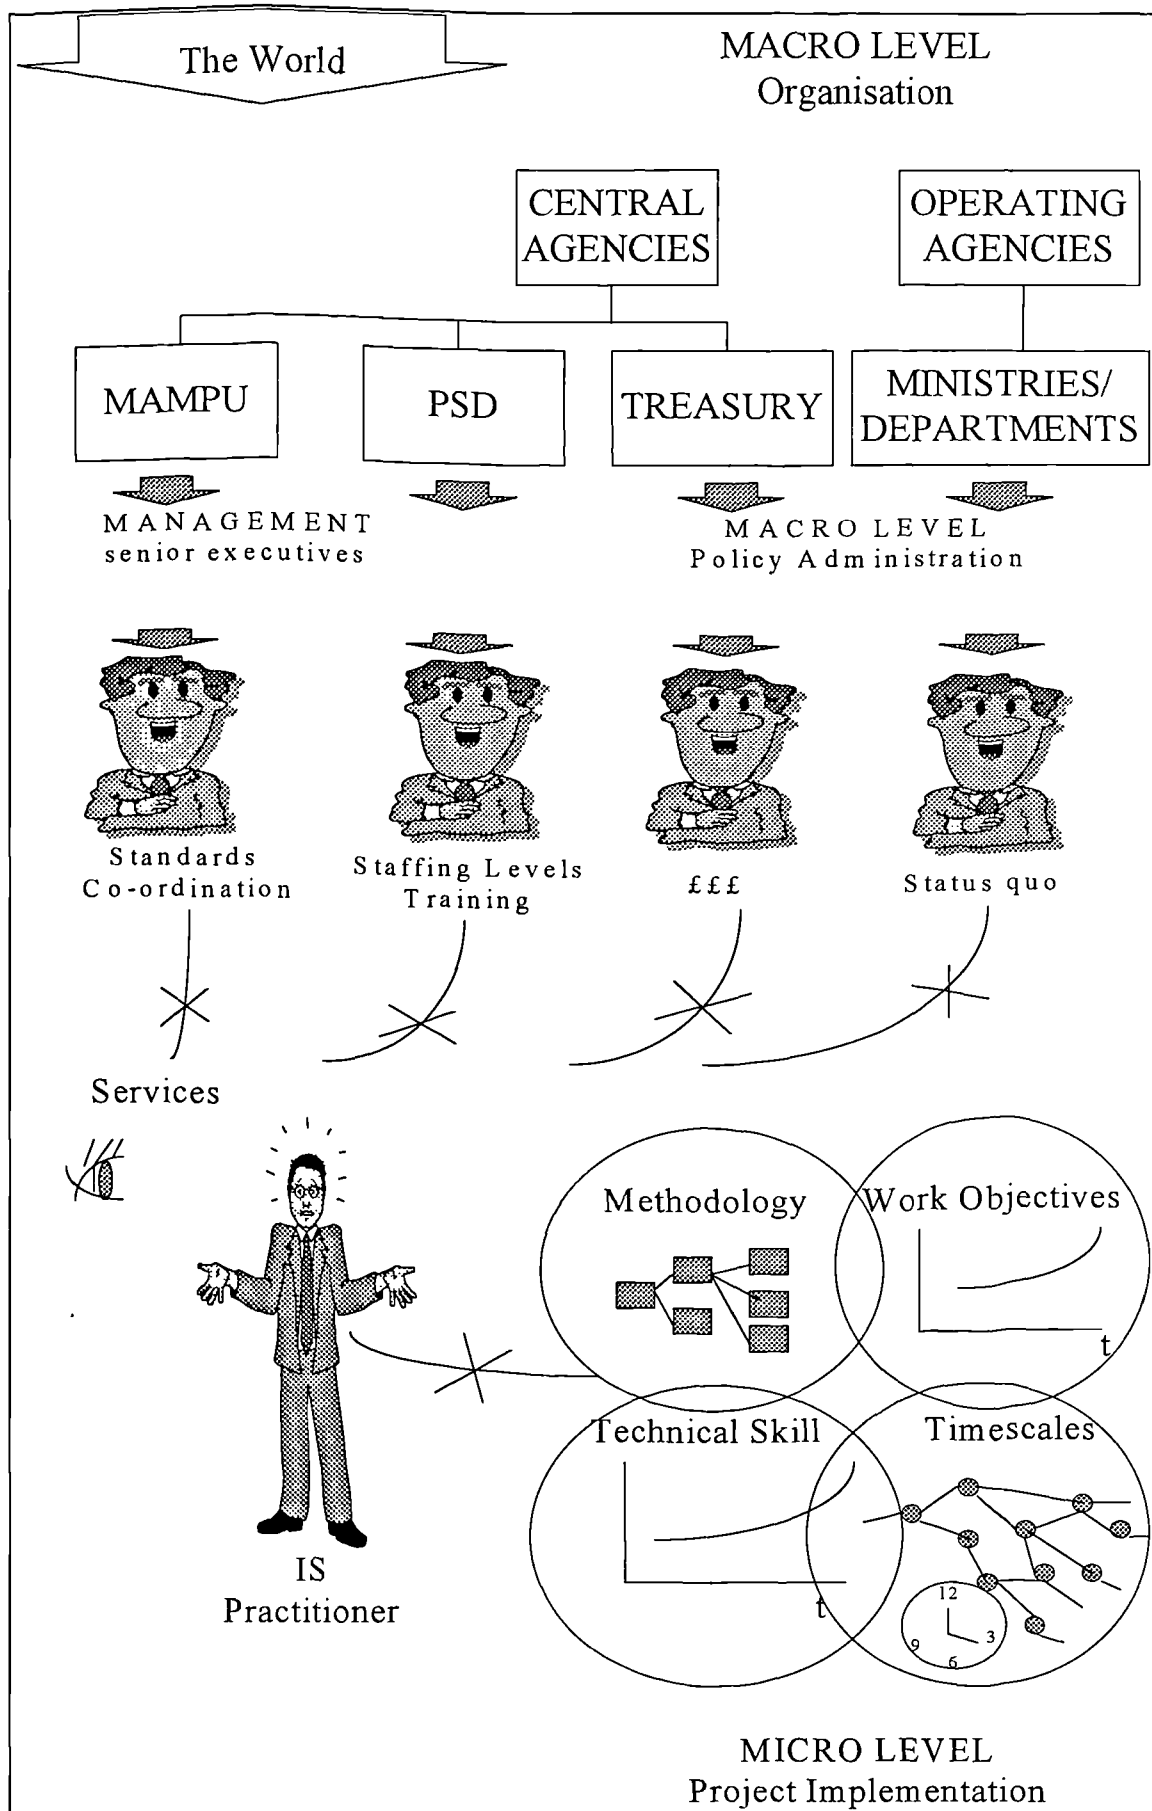 The World
MACRO LEVEL
Organisation
CENTRAL
AGENCIES
OPERATING
AGENCIES
MAMPU
PSD
TREASURY
MINISTRIES/
DEPARTMENTS
MANAGEMENT
senior executives
MACRO LEVEL
Policy Administration
Standards
Co-ordination
Staffing Levels
Training
£££
Status quo
Services
Methodology
Work Objectives
t
Technical Skill
t
Timescales
12
3
6
9
IS
Practitioner
MICRO LEVEL
Project Implementation